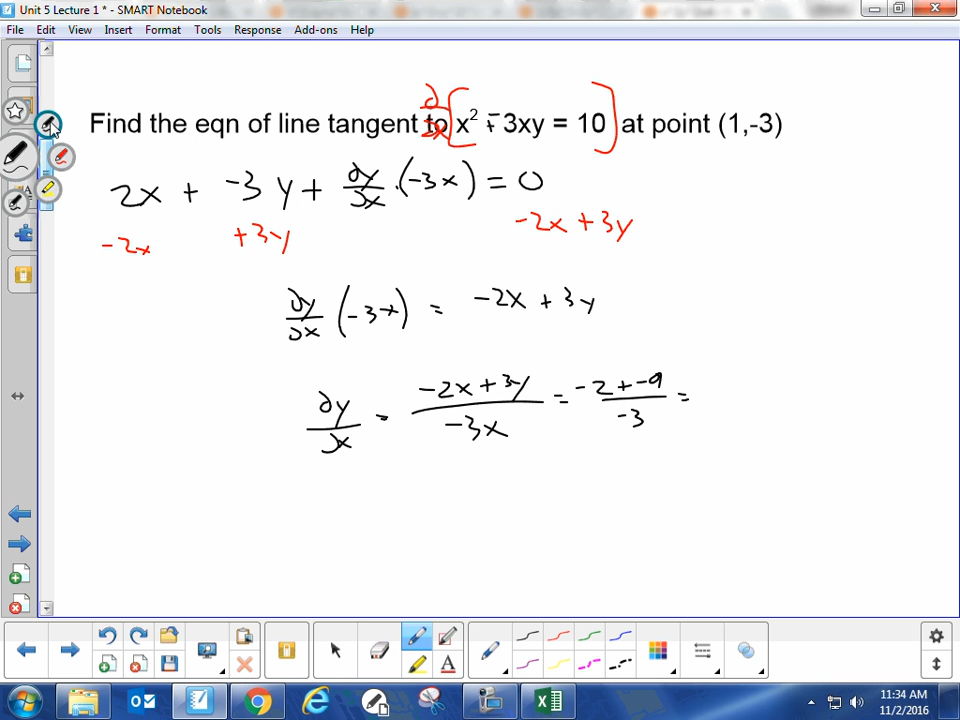 Unit 5 Lecture 1 * - SMART Notebook
File Edit View Insert Format Tools Response Add-ons Help
∂/∂x [
Find the eqn of line tangent to x² - 3xy = 10 ] at point (1,-3)
2x + -3y + ∂y/∂x · (-3x) = 0
-2x +3y -2x + 3y
∂y/∂x (-3x) = -2x + 3y
∂y/∂x = (-2x + 3y)/(-3x) = (-2 + -9)/(-3) =
A
11:34 AM
11/2/2016